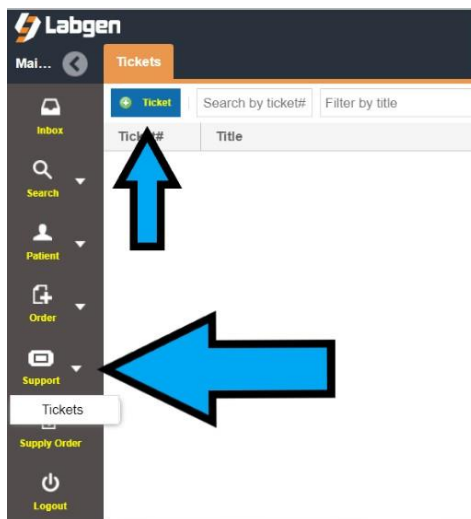 Labgen
Mai...
Tickets
Ticket
Search by ticket#
Filter by title
Title
Inbox
Search
Patient
Order
Support
Tickets
Supply Order
Logout